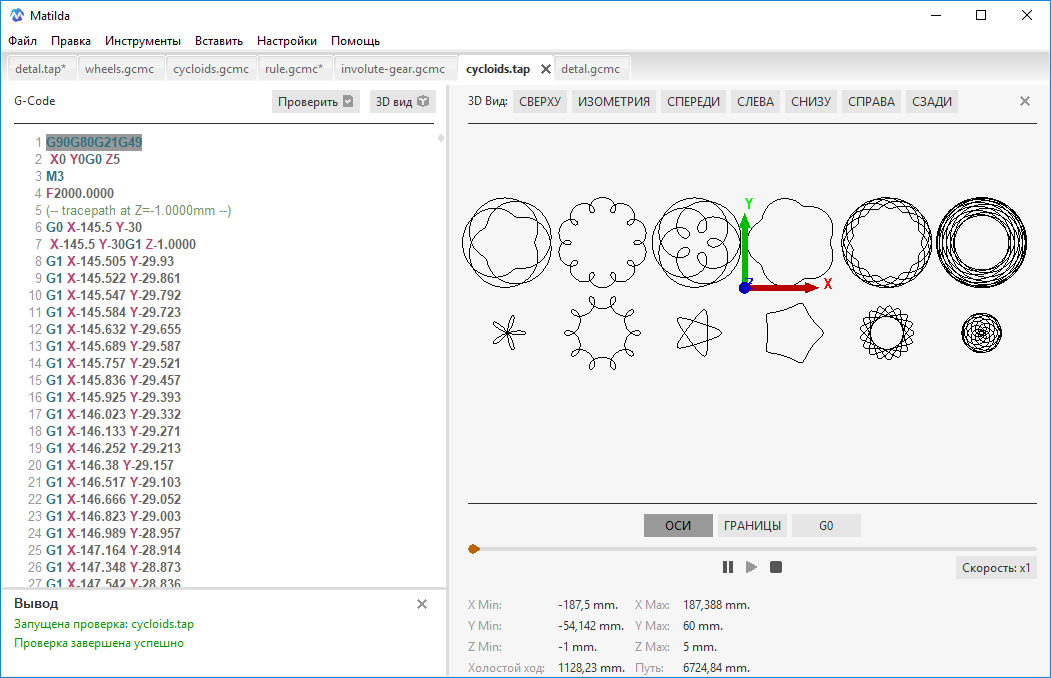 Matilda
Файл Правка Инструменты Вставить Настройки Помощь
detal.tap* wheels.gcmc cycloids.gcmc rule.gcmc* involute-gear.gcmc cycloids.tap detal.gcmc
G-Code Проверить 3D вид
1 G90G80G21G49
2 X0 Y0G0 Z5
3 M3
4 F2000.0000
5 (-- tracepath at Z=-1.0000mm --)
6 G0 X-145.5 Y-30
7 X-145.5 Y-30G1 Z-1.0000
8 G1 X-145.505 Y-29.93
9 G1 X-145.522 Y-29.861
10 G1 X-145.547 Y-29.792
11 G1 X-145.584 Y-29.723
12 G1 X-145.632 Y-29.655
13 G1 X-145.689 Y-29.587
14 G1 X-145.757 Y-29.521
15 G1 X-145.836 Y-29.457
16 G1 X-145.925 Y-29.393
17 G1 X-146.023 Y-29.332
18 G1 X-146.133 Y-29.271
19 G1 X-146.252 Y-29.213
20 G1 X-146.38 Y-29.157
21 G1 X-146.517 Y-29.103
22 G1 X-146.666 Y-29.052
23 G1 X-146.823 Y-29.003
24 G1 X-146.989 Y-28.957
25 G1 X-147.164 Y-28.914
26 G1 X-147.348 Y-28.873
27 G1 X-147.542 Y-28.836
Вывод
Запущена проверка: cycloids.tap
Проверка завершена успешно
3D Вид: СВЕРХУ ИЗОМЕТРИЯ СПЕРЕДИ СЛЕВА СНИЗУ СПРАВА СЗАДИ
Y
Z X
ОСИ ГРАНИЦЫ G0
Скорость: x1
X Min: -187,5 mm. X Max: 187,388 mm.
Y Min: -54,142 mm. Y Max: 60 mm.
Z Min: -1 mm. Z Max: 5 mm.
Холостой ход: 1128,23 mm. Путь: 6724,84 mm.